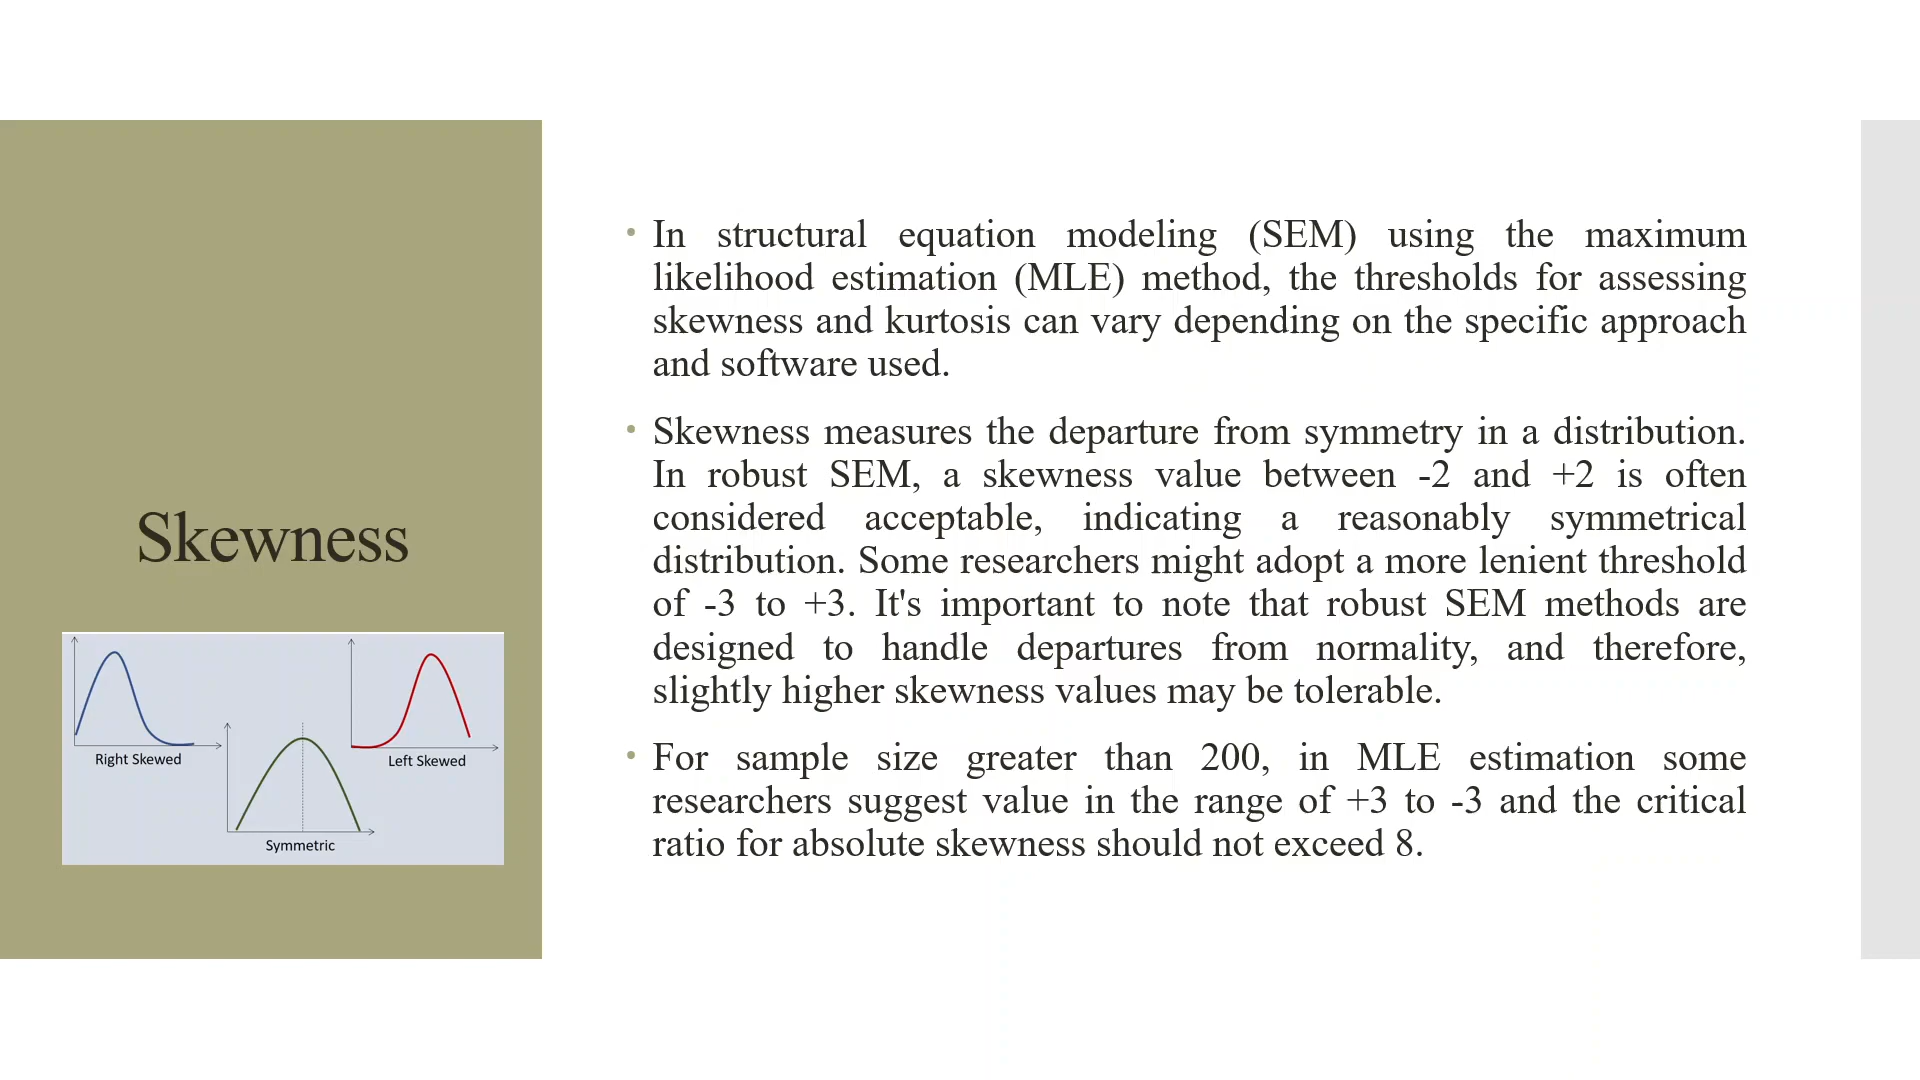 Skewness
Right Skewed
Left Skewed
Symmetric
• In structural equation modeling (SEM) using the maximum
likelihood estimation (MLE) method, the thresholds for assessing
skewness and kurtosis can vary depending on the specific approach
and software used.
• Skewness measures the departure from symmetry in a distribution.
In robust SEM, a skewness value between -2 and +2 is often
considered acceptable, indicating a reasonably symmetrical
distribution. Some researchers might adopt a more lenient threshold
of -3 to +3. It's important to note that robust SEM methods are
designed to handle departures from normality, and therefore,
slightly higher skewness values may be tolerable.
• For sample size greater than 200, in MLE estimation some
researchers suggest value in the range of +3 to -3 and the critical
ratio for absolute skewness should not exceed 8.